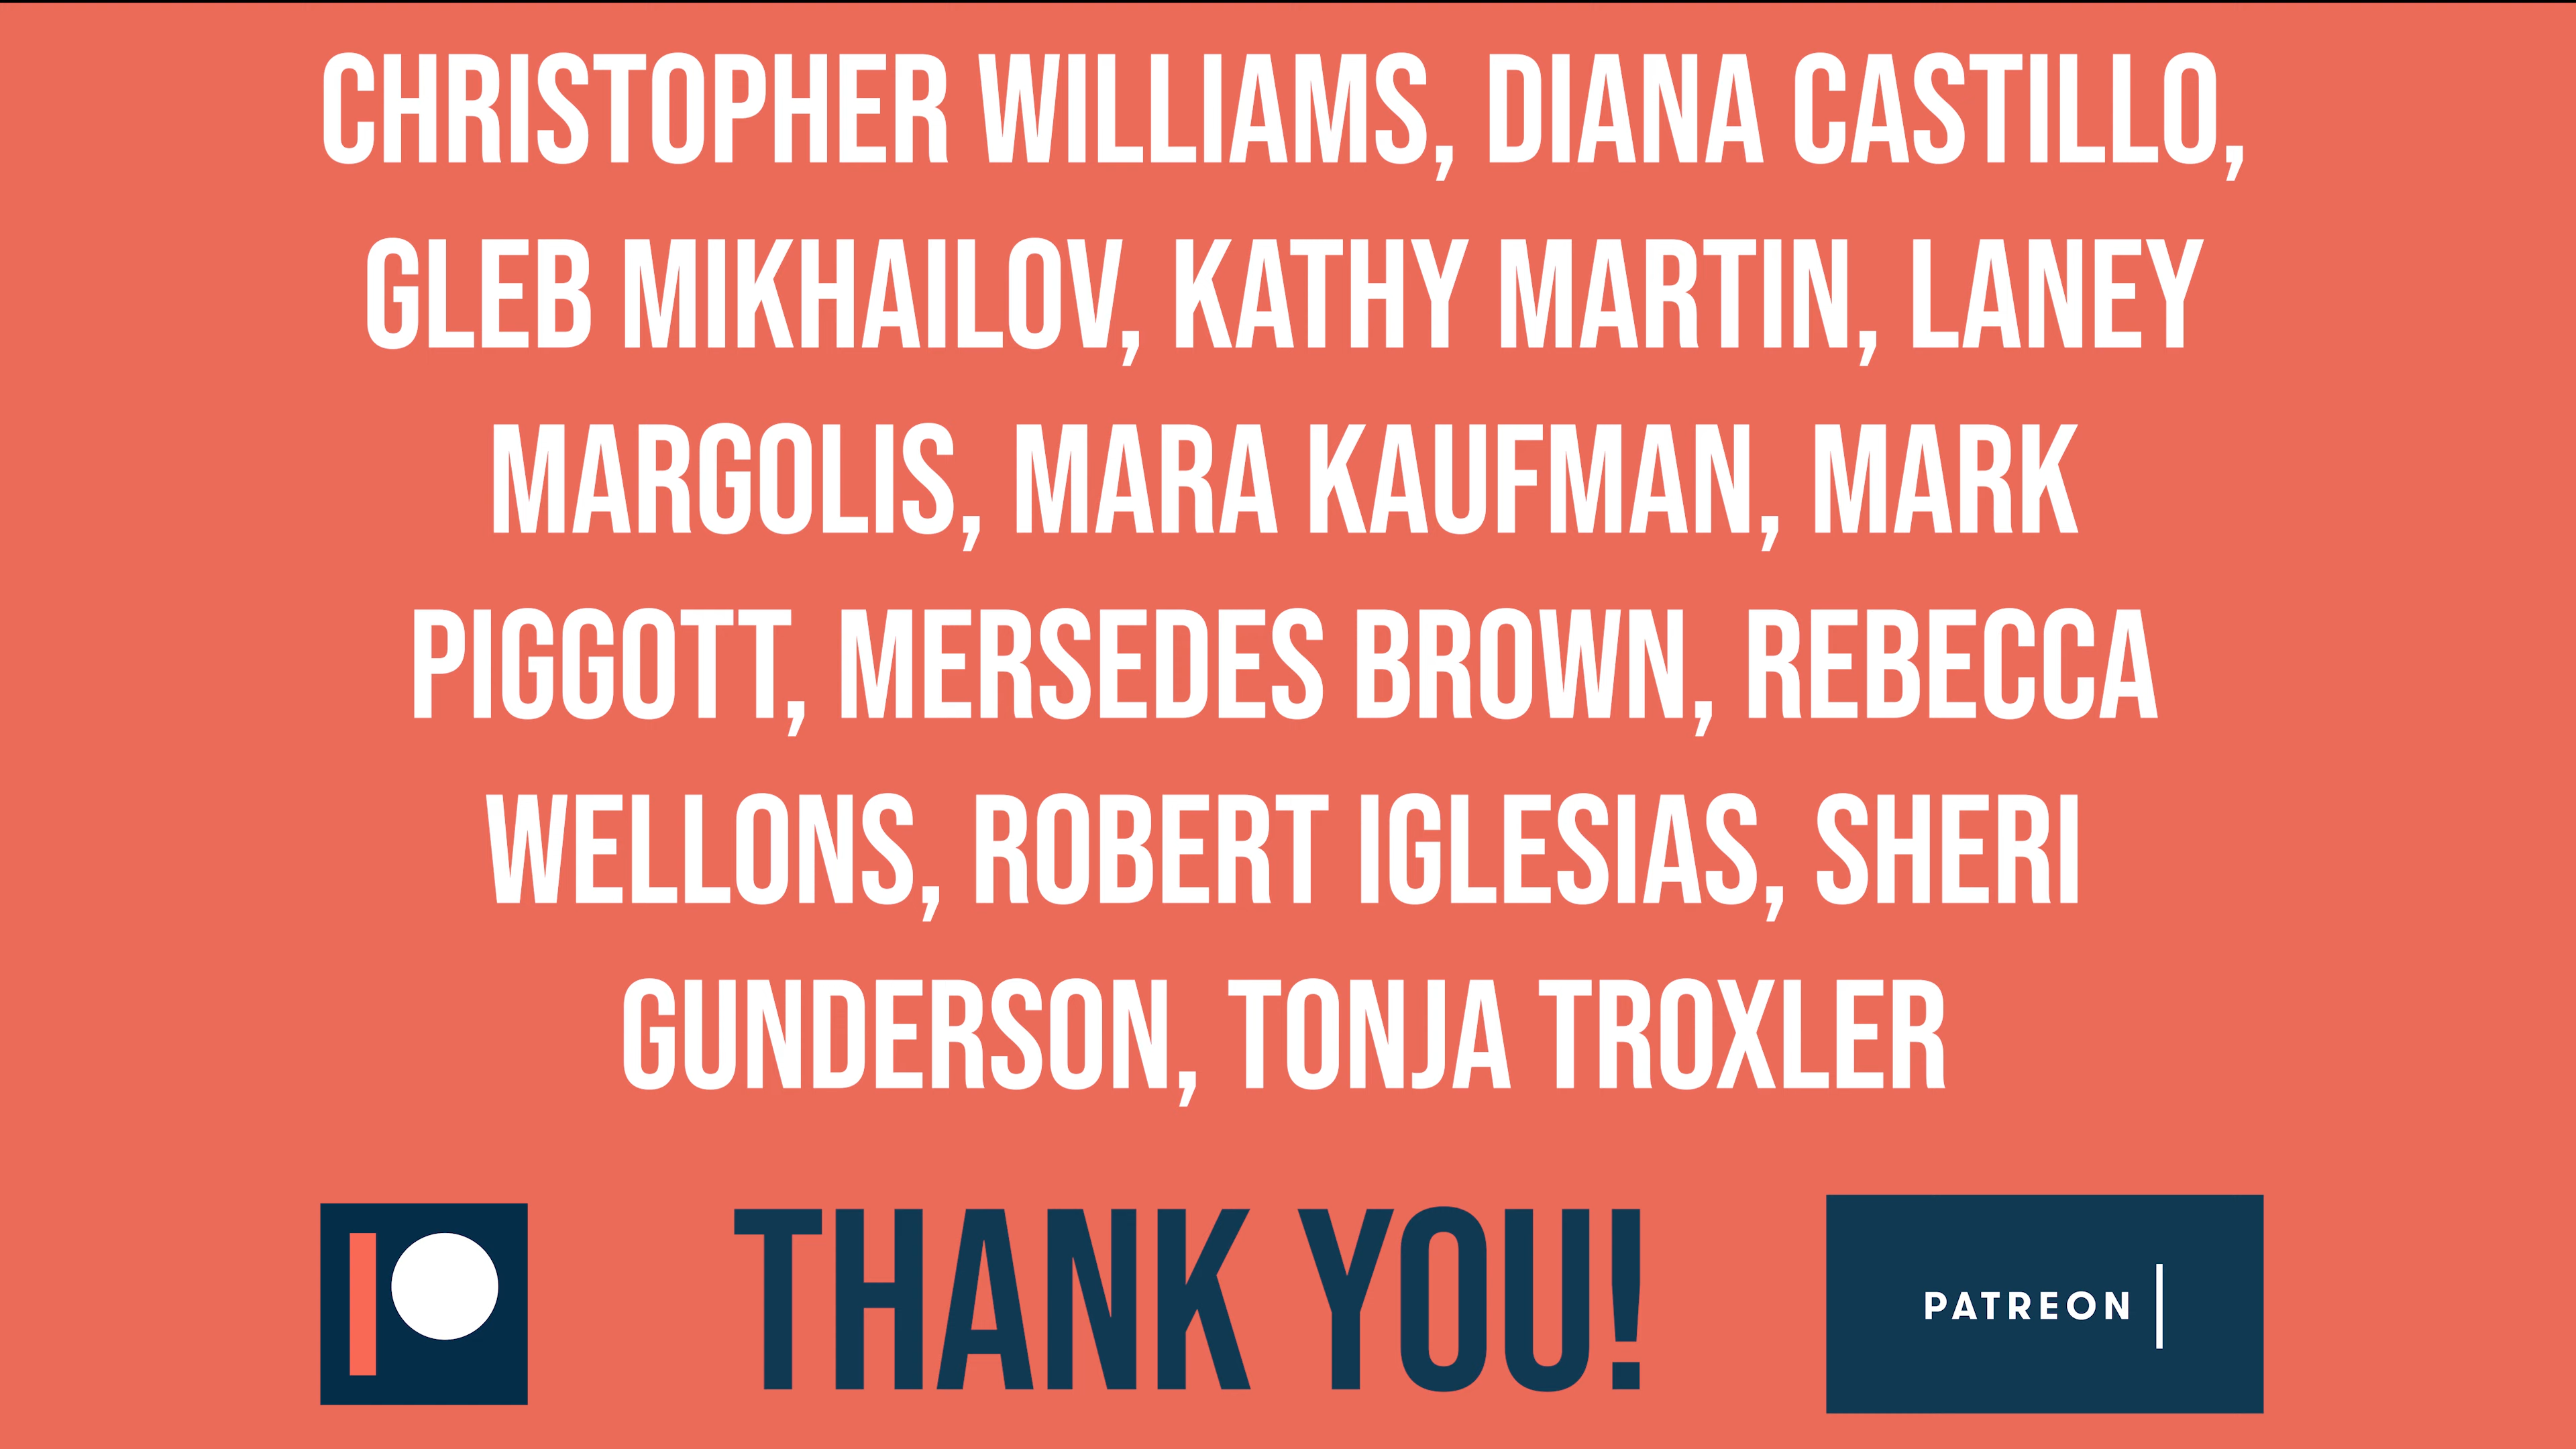 CHRISTOPHER WILLIAMS, DIANA CASTILLO,
GLEB MIKHAILOV, KATHY MARTIN, LANEY
MARGOLIS, MARA KAUFMAN, MARK
PIGGOTT, MERSEDES BROWN, REBECCA
WELLONS, ROBERT IGLESIAS, SHERI
GUNDERSON, TONJA TROXLER
THANK YOU!
PATREON